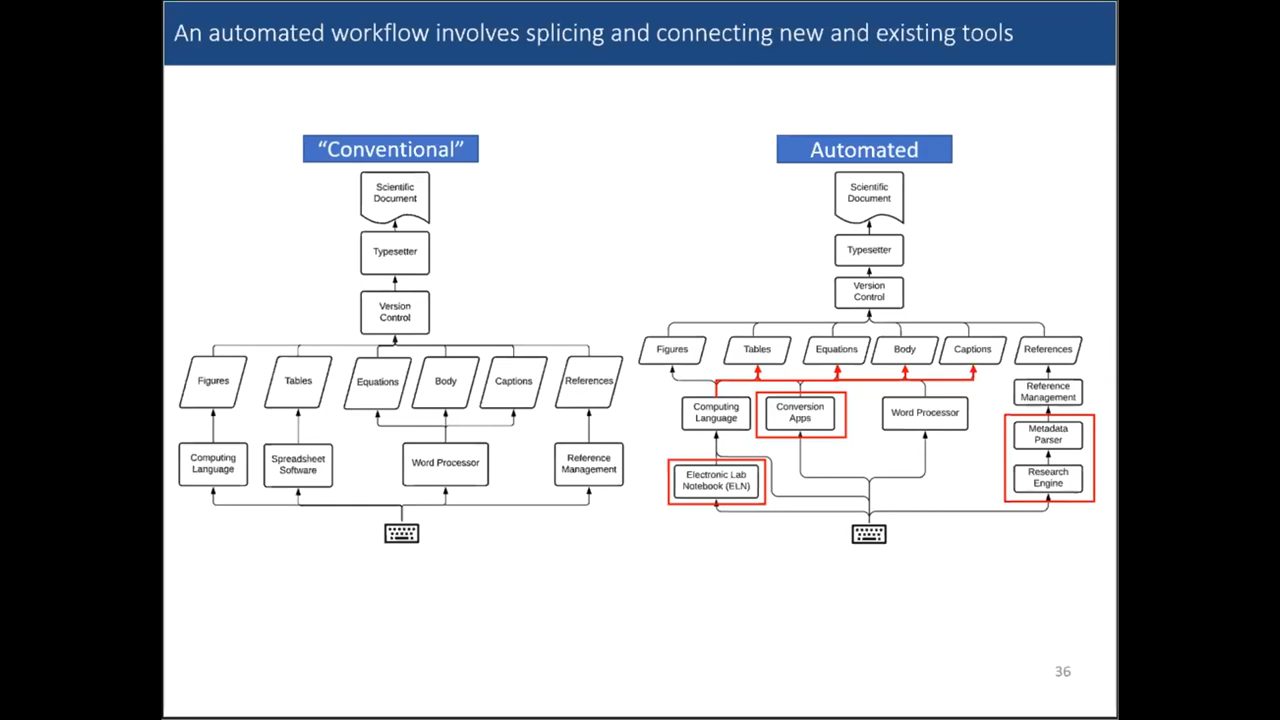 An automated workflow involves splicing and connecting new and existing tools
“Conventional”
Scientific
Document
Typesetter
Version
Control
Figures
Tables
Equations
Body
Captions
References
Computing
Language
Spreadsheet
Software
Word Processor
Reference
Management
Automated
Scientific
Document
Typesetter
Version
Control
Figures
Tables
Equations
Body
Captions
References
Computing
Language
Conversion
Apps
Word Processor
Reference
Management
Metadata
Parser
Electronic Lab
Notebook (ELN)
Research
Engine
36